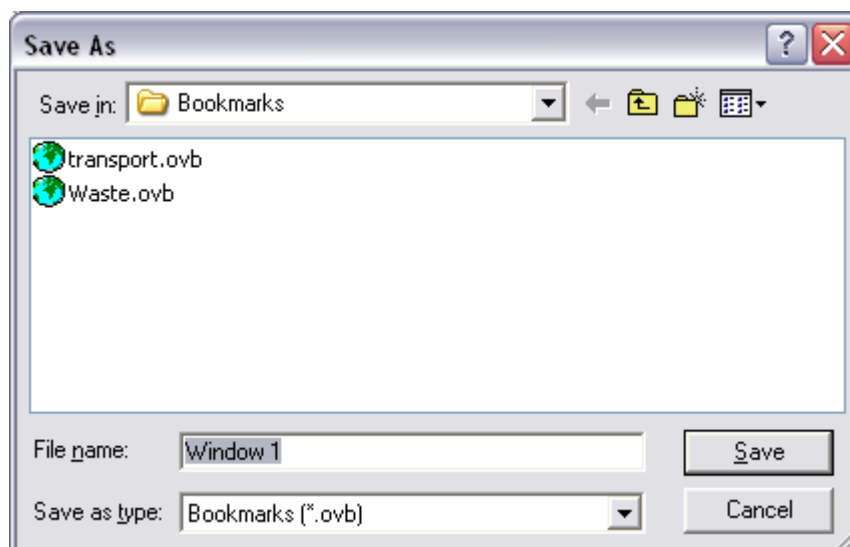 Save As
Save in: Bookmarks
transport.ovb
Waste.ovb
File name: Window 1 Save
Save as type: Bookmarks (*.ovb) Cancel